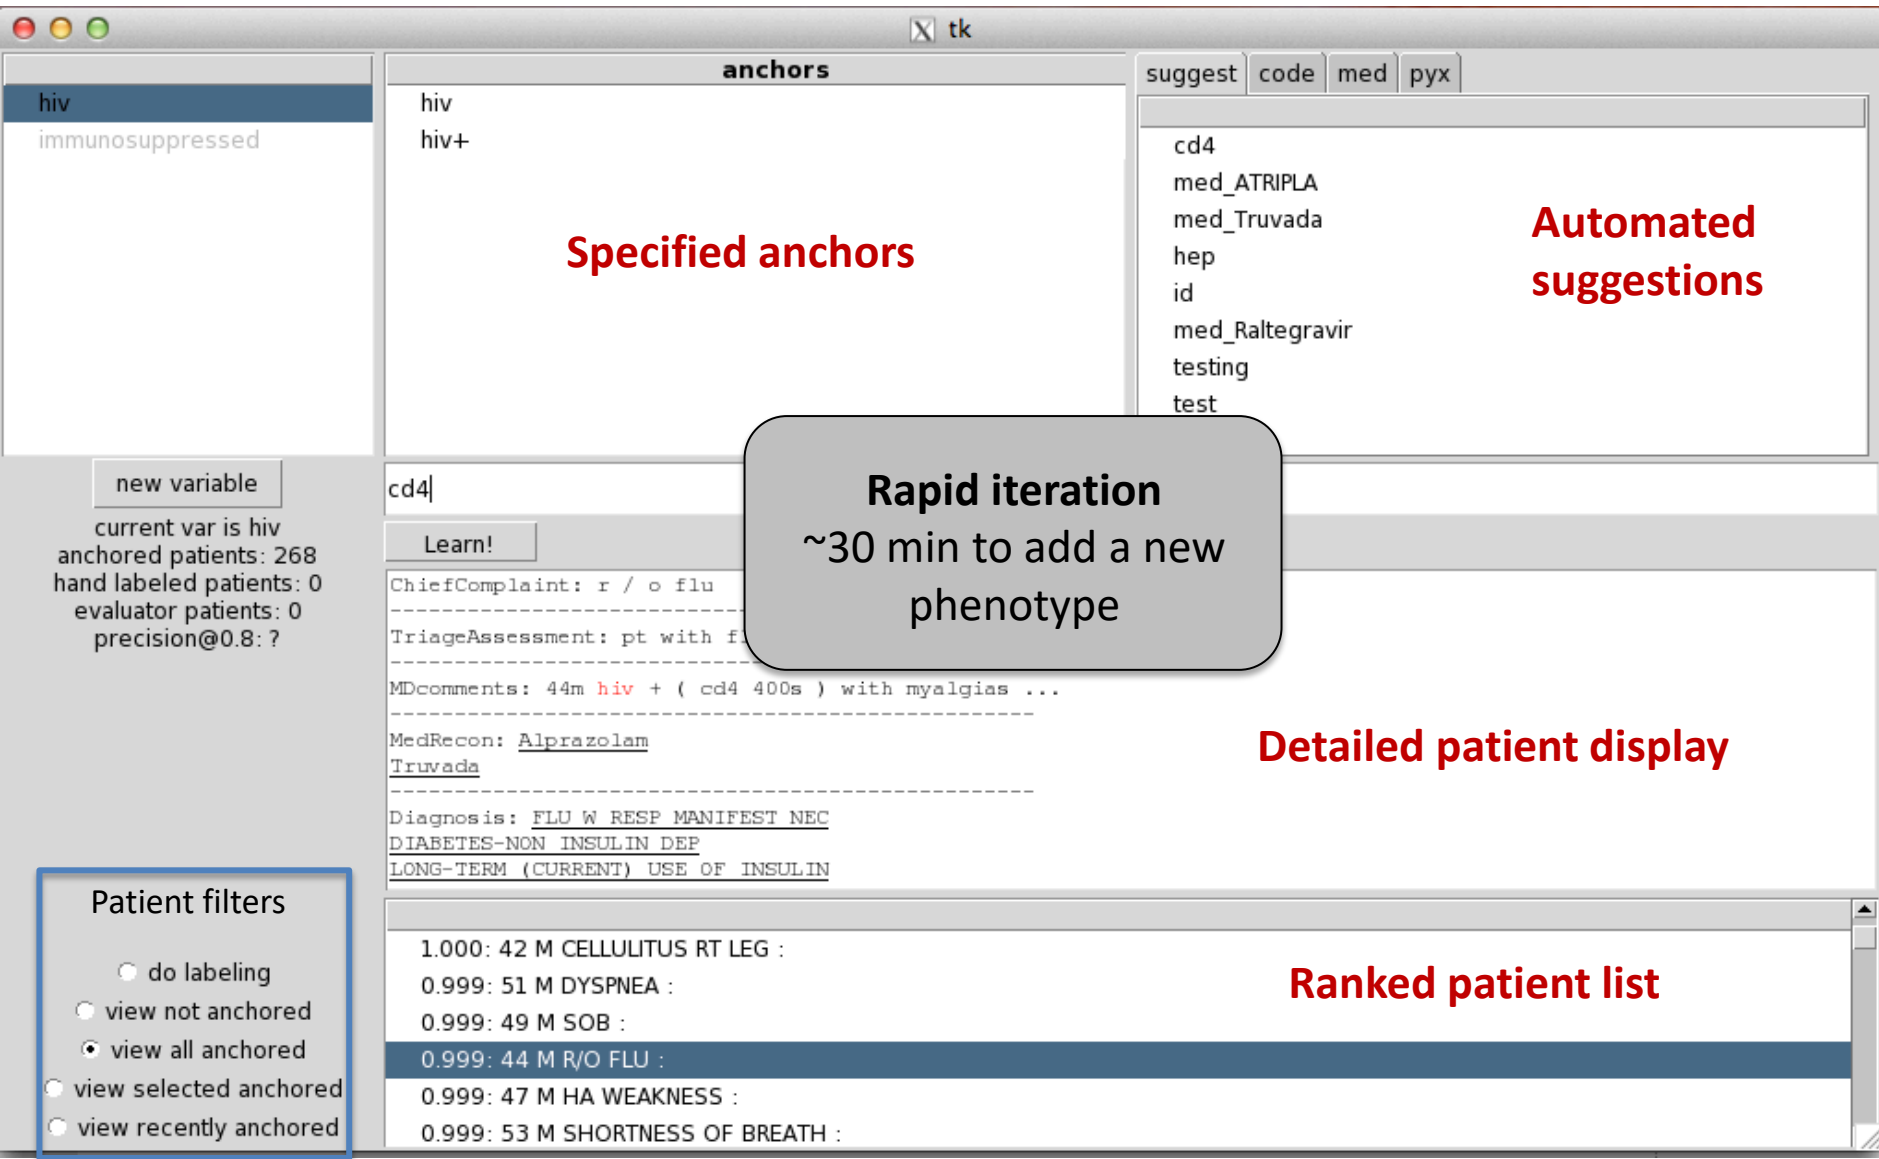 tk
hiv
immunosuppressed
anchors
hiv
hiv+
Specified anchors
suggest code med pyx
cd4
med_ATRIPLA
med_Truvada
hep
id
med_Raltegravir
testing
test
Automated
suggestions
new variable
current var is hiv
anchored patients: 268
hand labeled patients: 0
evaluator patients: 0
precision@0.8: ?
cd4
Learn!
Rapid iteration
~30 min to add a new
phenotype
ChiefComplaint: r / o flu
TriageAssessment: pt with
MDcomments: 44m hiv + ( cd4 400s ) with myalgias ...
MedRecon: Alprazolam
Truvada
Diagnosis: FLU W RESP MANIFEST NEC
DIABETES-NON INSULIN DEP
LONG-TERM (CURRENT) USE OF INSULIN
Detailed patient display
Patient filters
do labeling
view not anchored
view all anchored
view selected anchored
view recently anchored
1.000: 42 M CELLULITUS RT LEG :
0.999: 51 M DYSPNEA :
0.999: 49 M SOB :
0.999: 44 M R/O FLU :
0.999: 47 M HA WEAKNESS :
0.999: 53 M SHORTNESS OF BREATH :
Ranked patient list